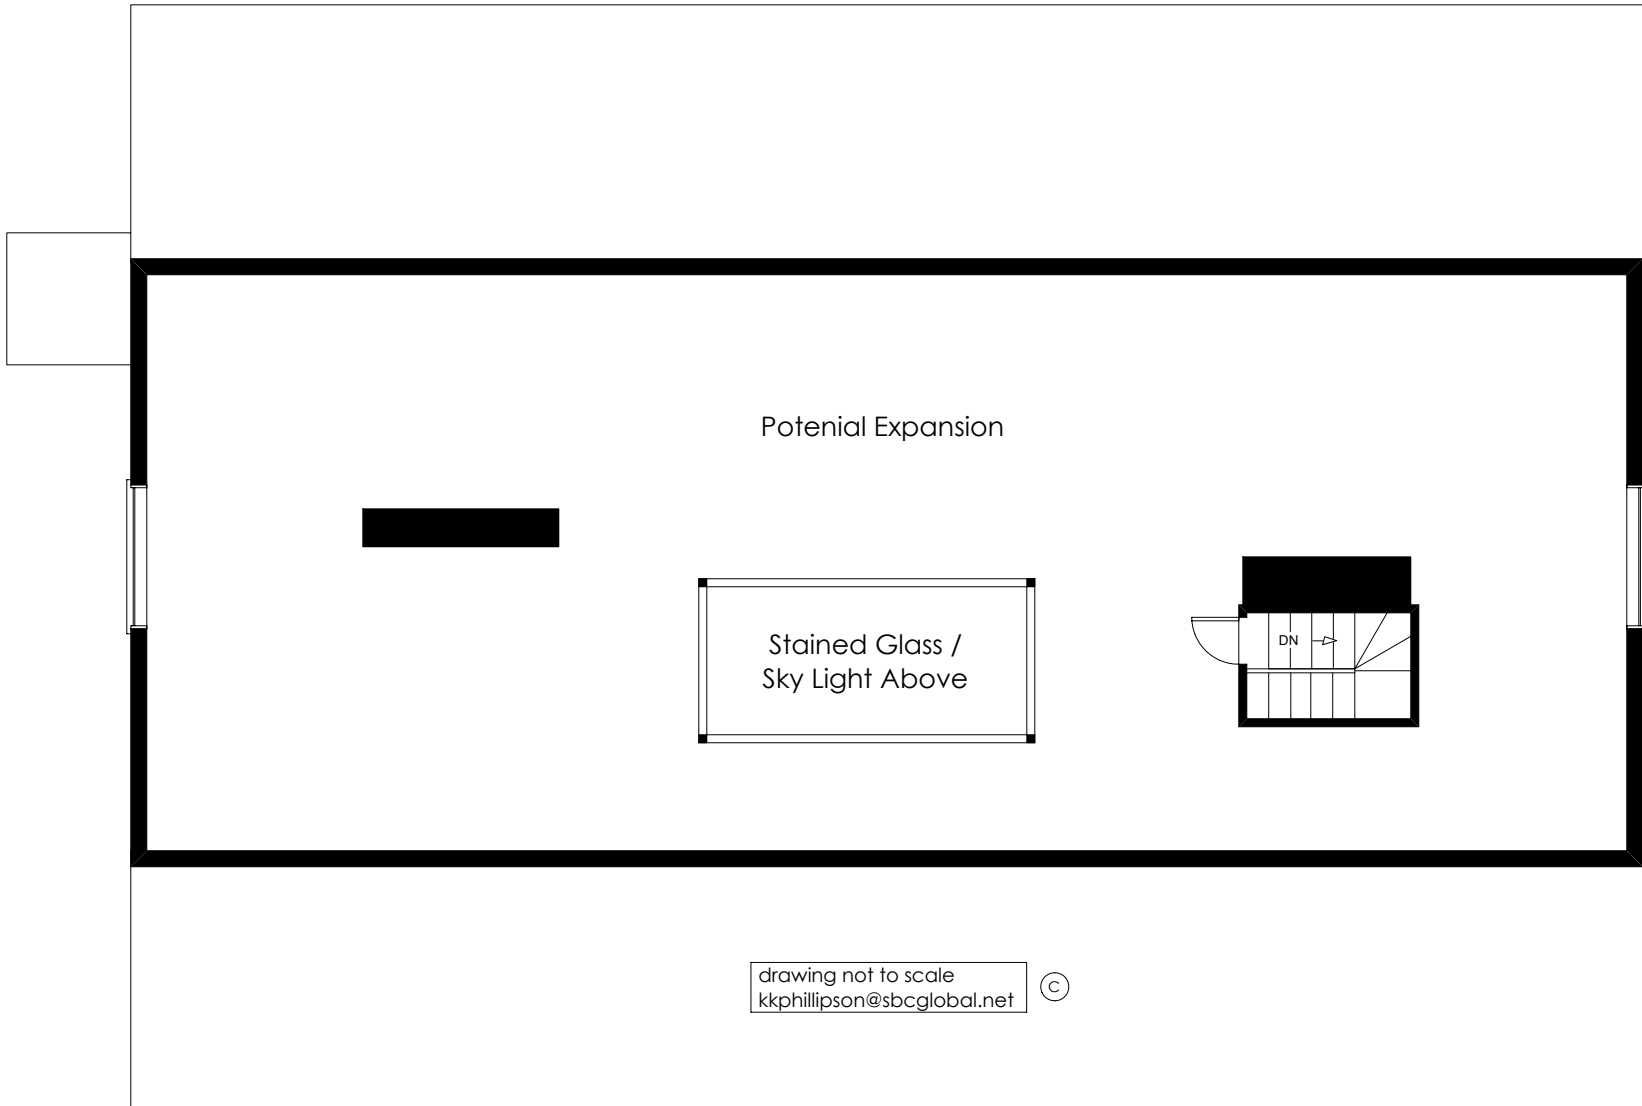 Potenial Expansion
Stained Glass /
Sky Light Above
DN
drawing not to scale
kkphillipson@sbcglobal.net
C